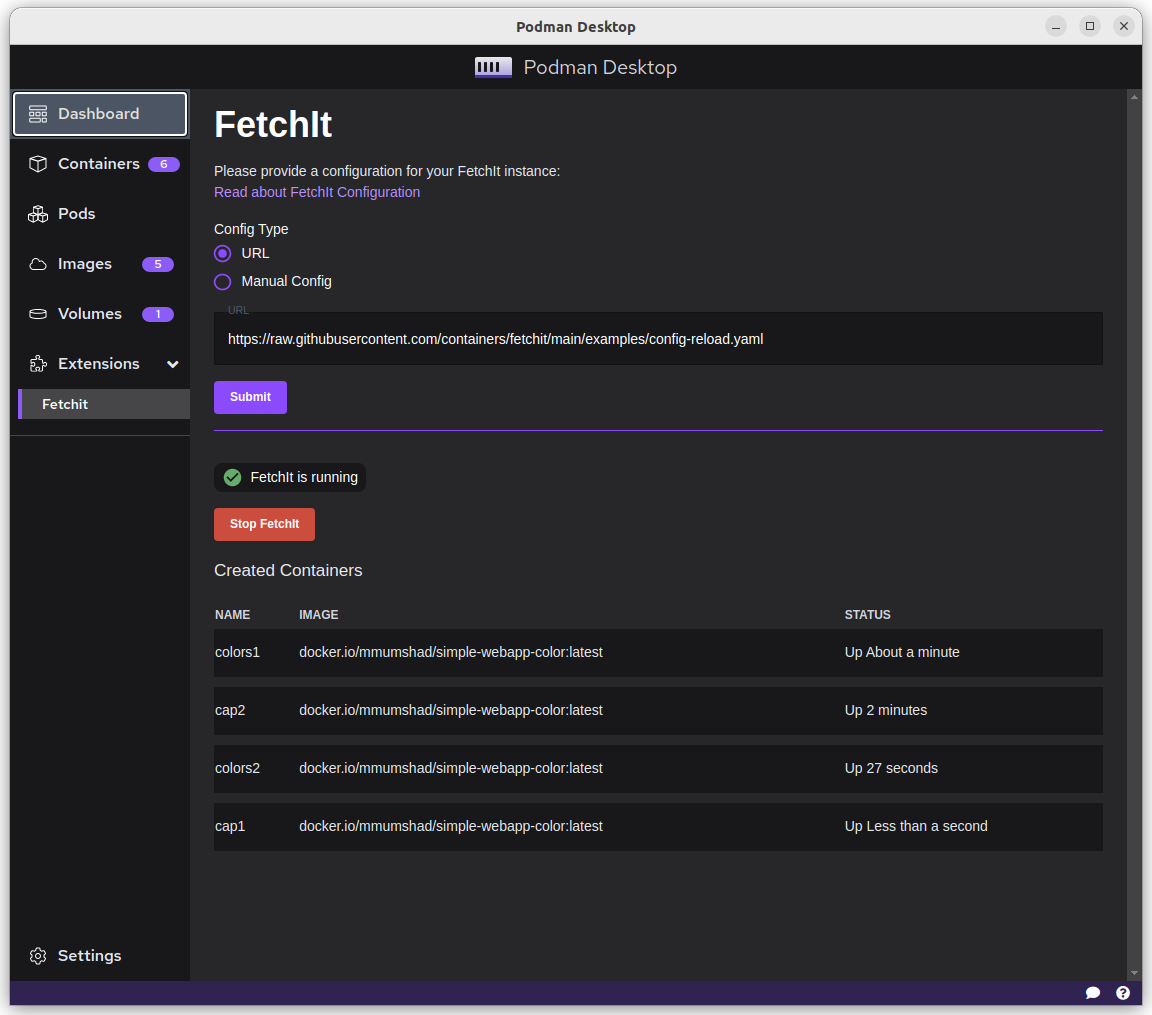 Podman Desktop
Podman Desktop
Dashboard
Containers 6
Pods
Images 5
Volumes 1
Extensions
Fetchit
Settings
FetchIt
Please provide a configuration for your FetchIt instance:
Read about FetchIt Configuration
Config Type
URL
Manual Config
URL
https://raw.githubusercontent.com/containers/fetchit/main/examples/config-reload.yaml
Submit
FetchIt is running
Stop FetchIt
Created Containers
NAME IMAGE STATUS
colors1 docker.io/mmumshad/simple-webapp-color:latest Up About a minute
cap2 docker.io/mmumshad/simple-webapp-color:latest Up 2 minutes
colors2 docker.io/mmumshad/simple-webapp-color:latest Up 27 seconds
cap1 docker.io/mmumshad/simple-webapp-color:latest Up Less than a second